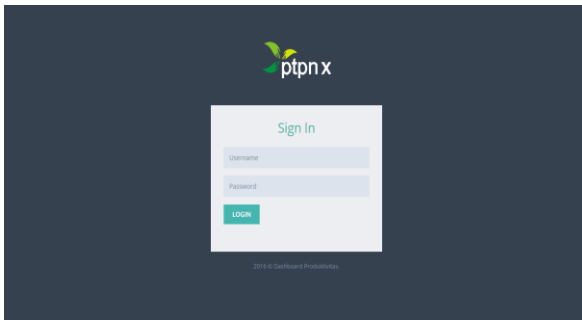 ptpn x
Sign In
Username
Password
LOGIN
2016 © Dashboard Produktivitas.